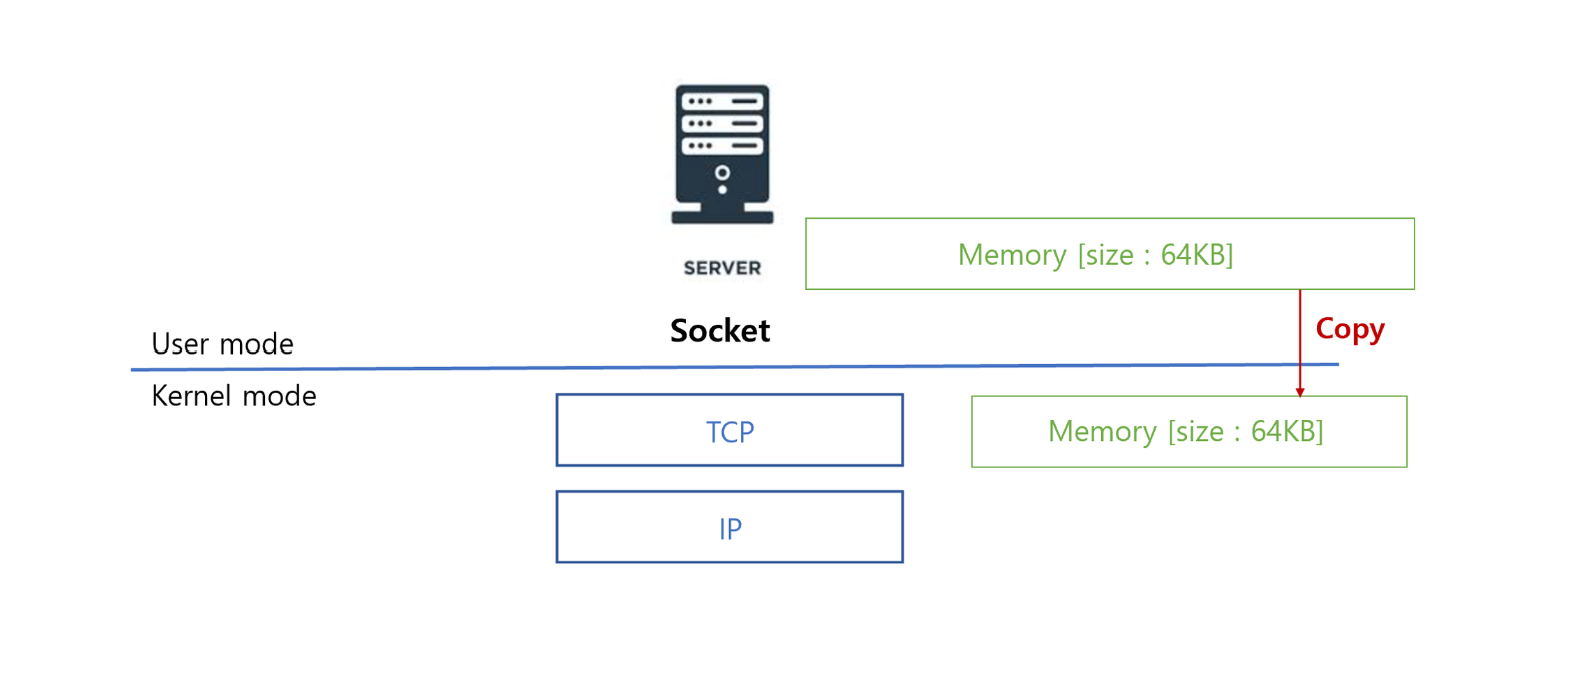 SERVER
Memory [size : 64KB]
Socket
Copy
User mode
Kernel mode
TCP
Memory [size : 64KB]
IP